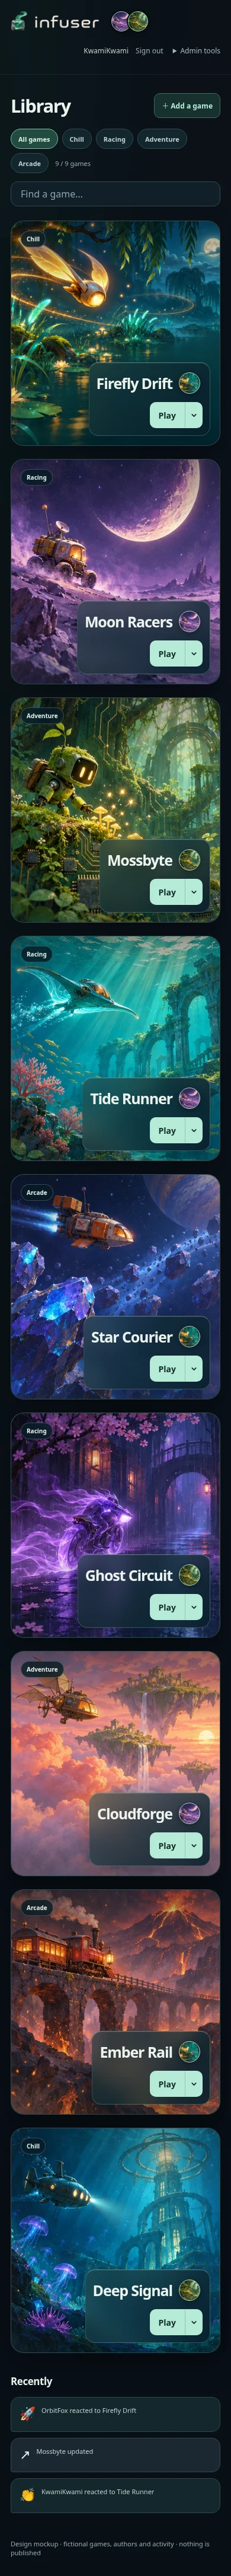 infuser
KwamiKwami Sign out ▶ Admin tools
Library
+ Add a game
All games Chill Racing Adventure
Arcade 9 / 9 games
Find a game...
Chill
Firefly Drift
Play
Racing
Moon Racers
Play
Adventure
Mossbyte
Play
Racing
Tide Runner
Play
Arcade
Star Courier
Play
Racing
Ghost Circuit
Play
Adventure
Cloudforge
Play
Arcade
Ember Rail
Play
Chill
Deep Signal
Play
Recently
OrbitFox reacted to Firefly Drift
Mossbyte updated
KwamiKwami reacted to Tide Runner
Design mockup · fictional games, authors and activity · nothing is
published